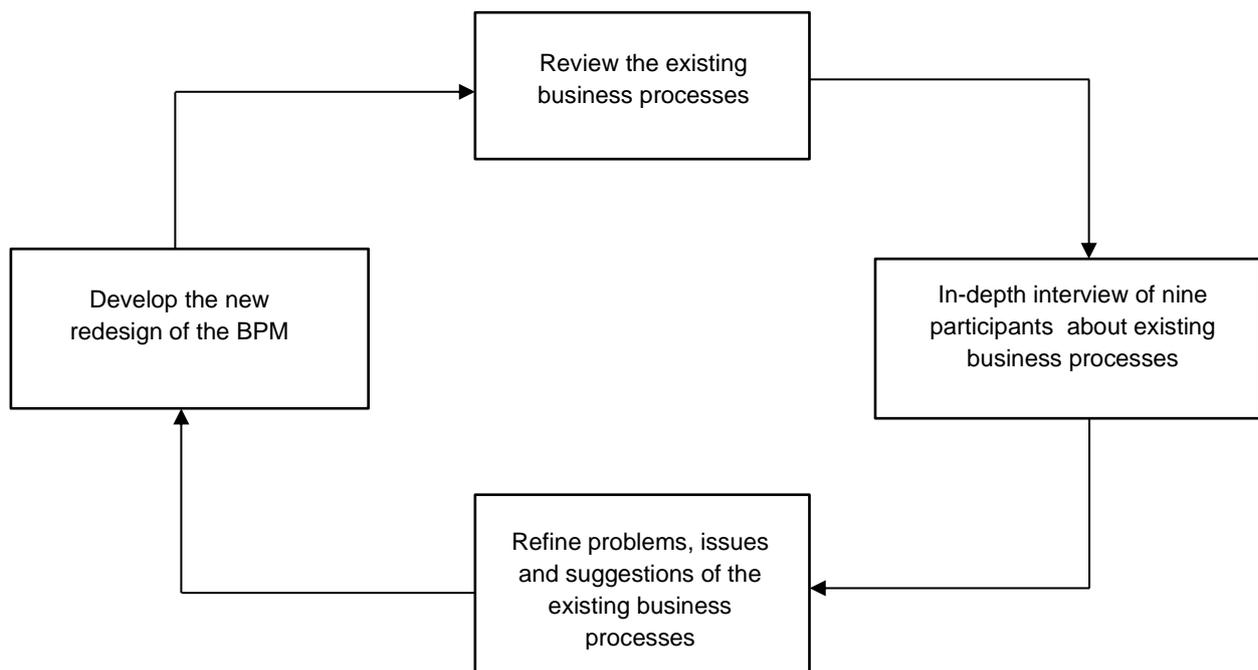 Review the existing
business processes
Develop the new
redesign of the BPM
In-depth interview of nine
participants  about existing
business processes
Refine problems, issues
and suggestions of the
existing business
processes